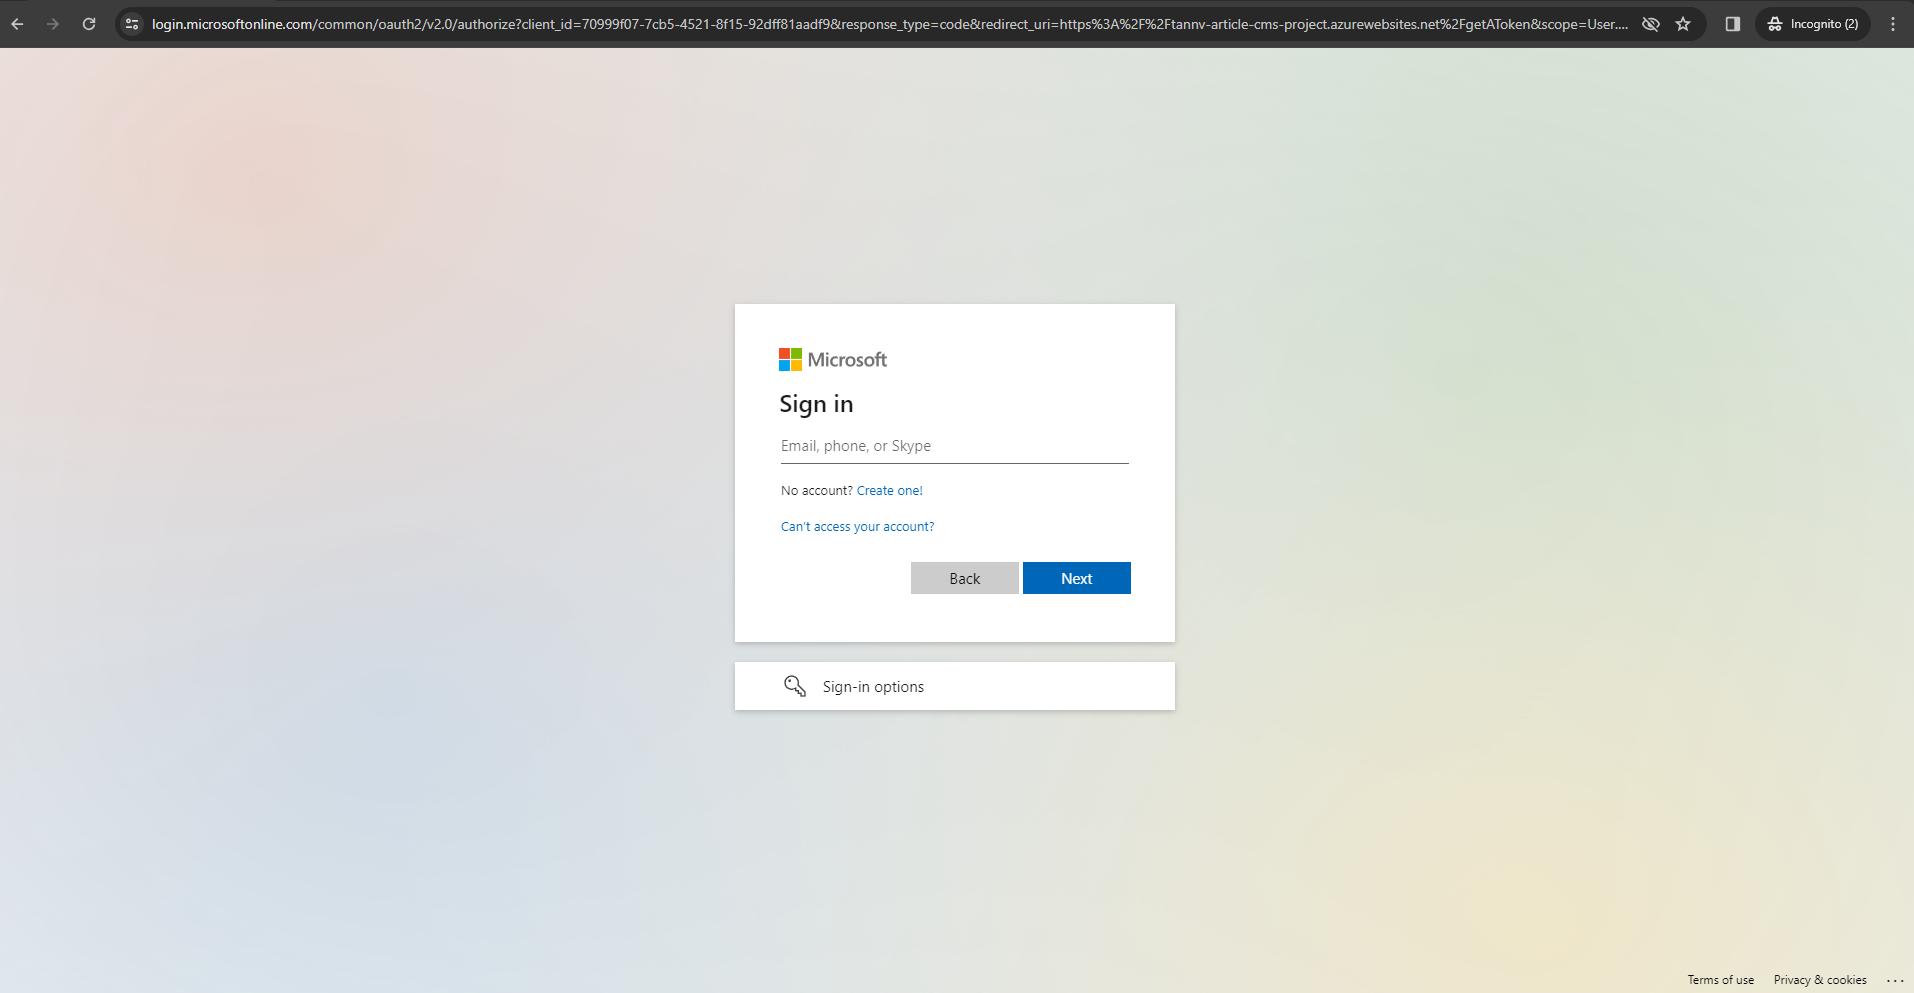 login.microsoftonline.com/common/oauth2/v2.0/authorize?client_id=70999f07-7cb5-4521-8f15-92dff81aadf9&response_type=code&redirect_uri=https%3A%2F%2Ftannv-article-cms-project.azurewebsites.net%2FgetAToken&scope=User....
Incognito (2)
Microsoft
Sign in
Email, phone, or Skype
No account? Create one!
Can't access your account?
Back
Next
Sign-in options
Terms of use
Privacy & cookies